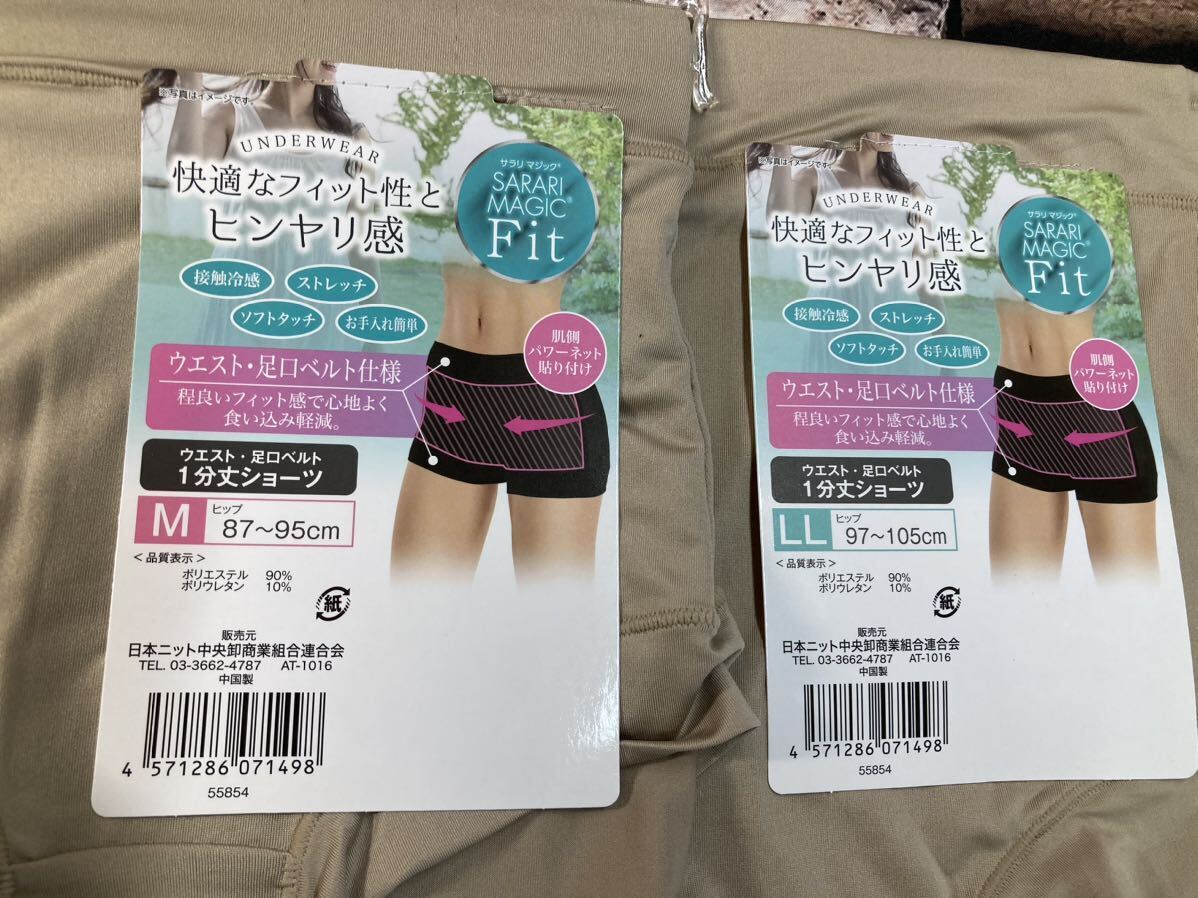 ※写真はイメージです。
UNDERWEAR
快適なフィット性と
ヒンヤリ感
サラリ マジック®
SARARI
MAGIC®
Fit
接触冷感
ストレッチ
ソフトタッチ
お手入れ簡単
肌側
パワーネット
貼り付け
ウエスト・足口ベルト仕様
程良いフィット感で心地よく
食い込み軽減。
ウエスト・足口ベルト
1分丈ショーツ
M
ヒップ
87〜95cm
<品質表示>
ポリエステル 90%
ポリウレタン 10%
紙
販売元
日本ニット中央卸商業組合連合会
TEL. 03-3662-4787 AT-1016
中国製
4 571286 071498
55854
※写真はイメージです。
UNDERWEAR
快適なフィット性と
ヒンヤリ感
サラリ マジック®
SARARI
MAGIC®
Fit
接触冷感
ストレッチ
ソフトタッチ
お手入れ簡単
肌側
パワーネット
貼り付け
ウエスト・足口ベルト仕様
程良いフィット感で心地よく
食い込み軽減。
ウエスト・足口ベルト
1分丈ショーツ
LL
ヒップ
97〜105cm
<品質表示>
ポリエステル 90%
ポリウレタン 10%
紙
販売元
日本ニット中央卸商業組合連合会
TEL. 03-3662-4787 AT-1016
中国製
4 571286 071498
55854